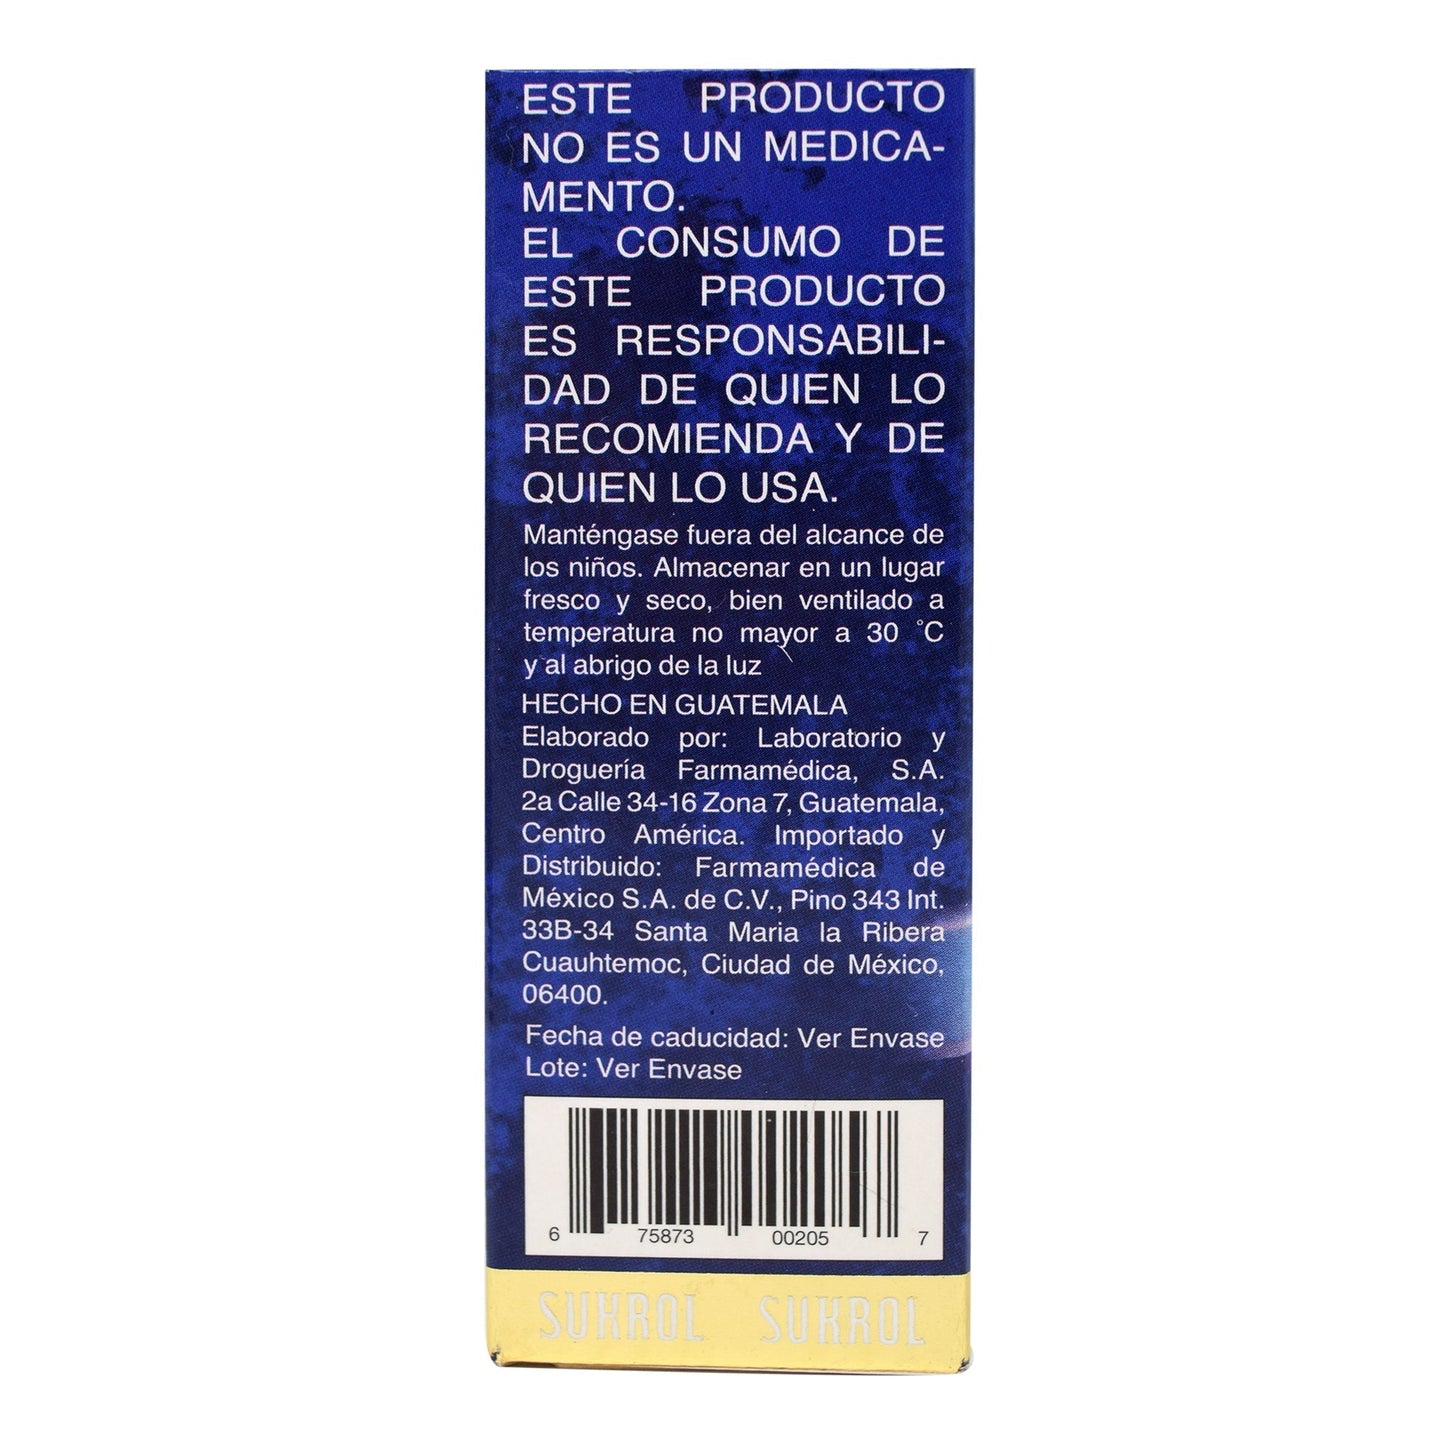 ESTE PRODUCTO
NO ES UN MEDICA-
MENTO.
EL CONSUMO DE
ESTE PRODUCTO
ES RESPONSABILI-
DAD DE QUIEN LO
RECOMIENDA Y DE
QUIEN LO USA.
Manténgase fuera del alcance de
los niños. Almacenar en un lugar
fresco y seco, bien ventilado a
temperatura no mayor a 30 °C
y al abrigo de la luz
HECHO EN GUATEMALA
Elaborado por: Laboratorio y
Droguería Farmamédica, S.A.
2a Calle 34-16 Zona 7, Guatemala,
Centro América. Importado y
Distribuido: Farmamédica de
México S.A. de C.V., Pino 343 Int.
33B-34 Santa Maria la Ribera
Cuauhtemoc, Ciudad de México,
06400.
Fecha de caducidad: Ver Envase
Lote: Ver Envase
6 75873 00205 7
SUKROL SUKROL